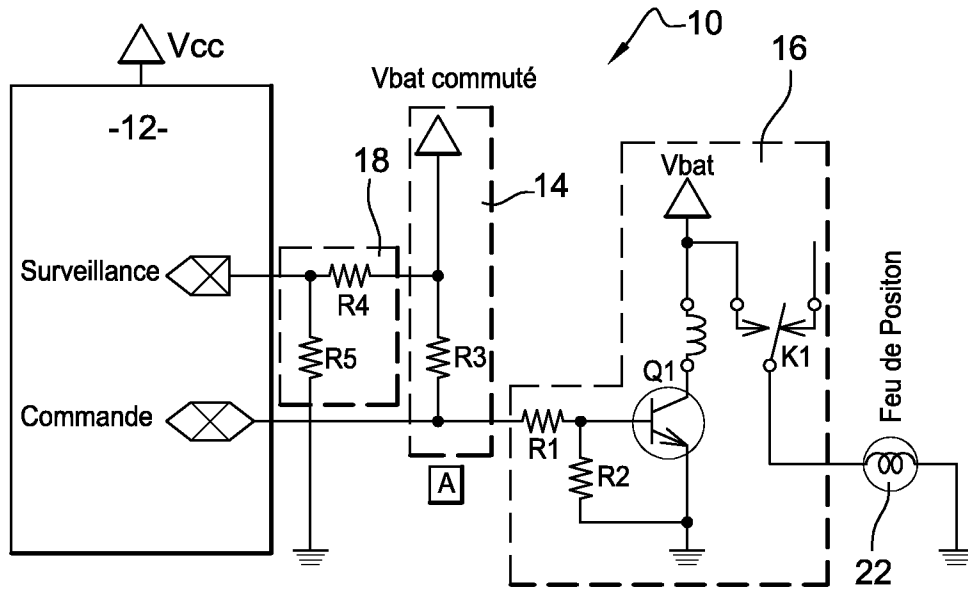 10
Vcc
16
Vbat commuté
-12-
Vbat
18
14
Surveillance
R4
R5
R3
K1
Q1
Feu de Positon
Commande
R1
R2
A
22